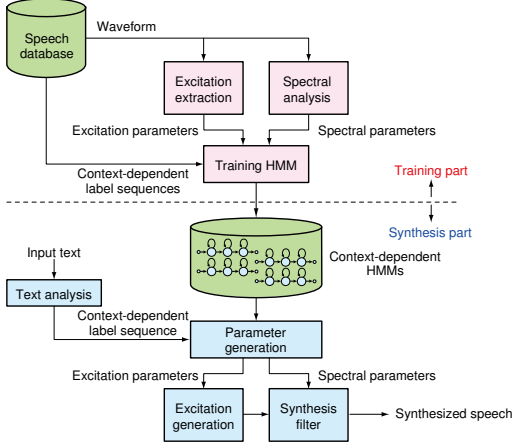 Speech
database
Waveform
Excitation
extraction
Spectral
analysis
Excitation parameters
Spectral parameters
Training HMM
Context-dependent
label sequences
Training part
Synthesis part
Context-dependent
HMMs
Input text
Text analysis
Context-dependent
label sequence
Parameter
generation
Excitation parameters
Spectral parameters
Excitation
generation
Synthesis
filter
Synthesized speech